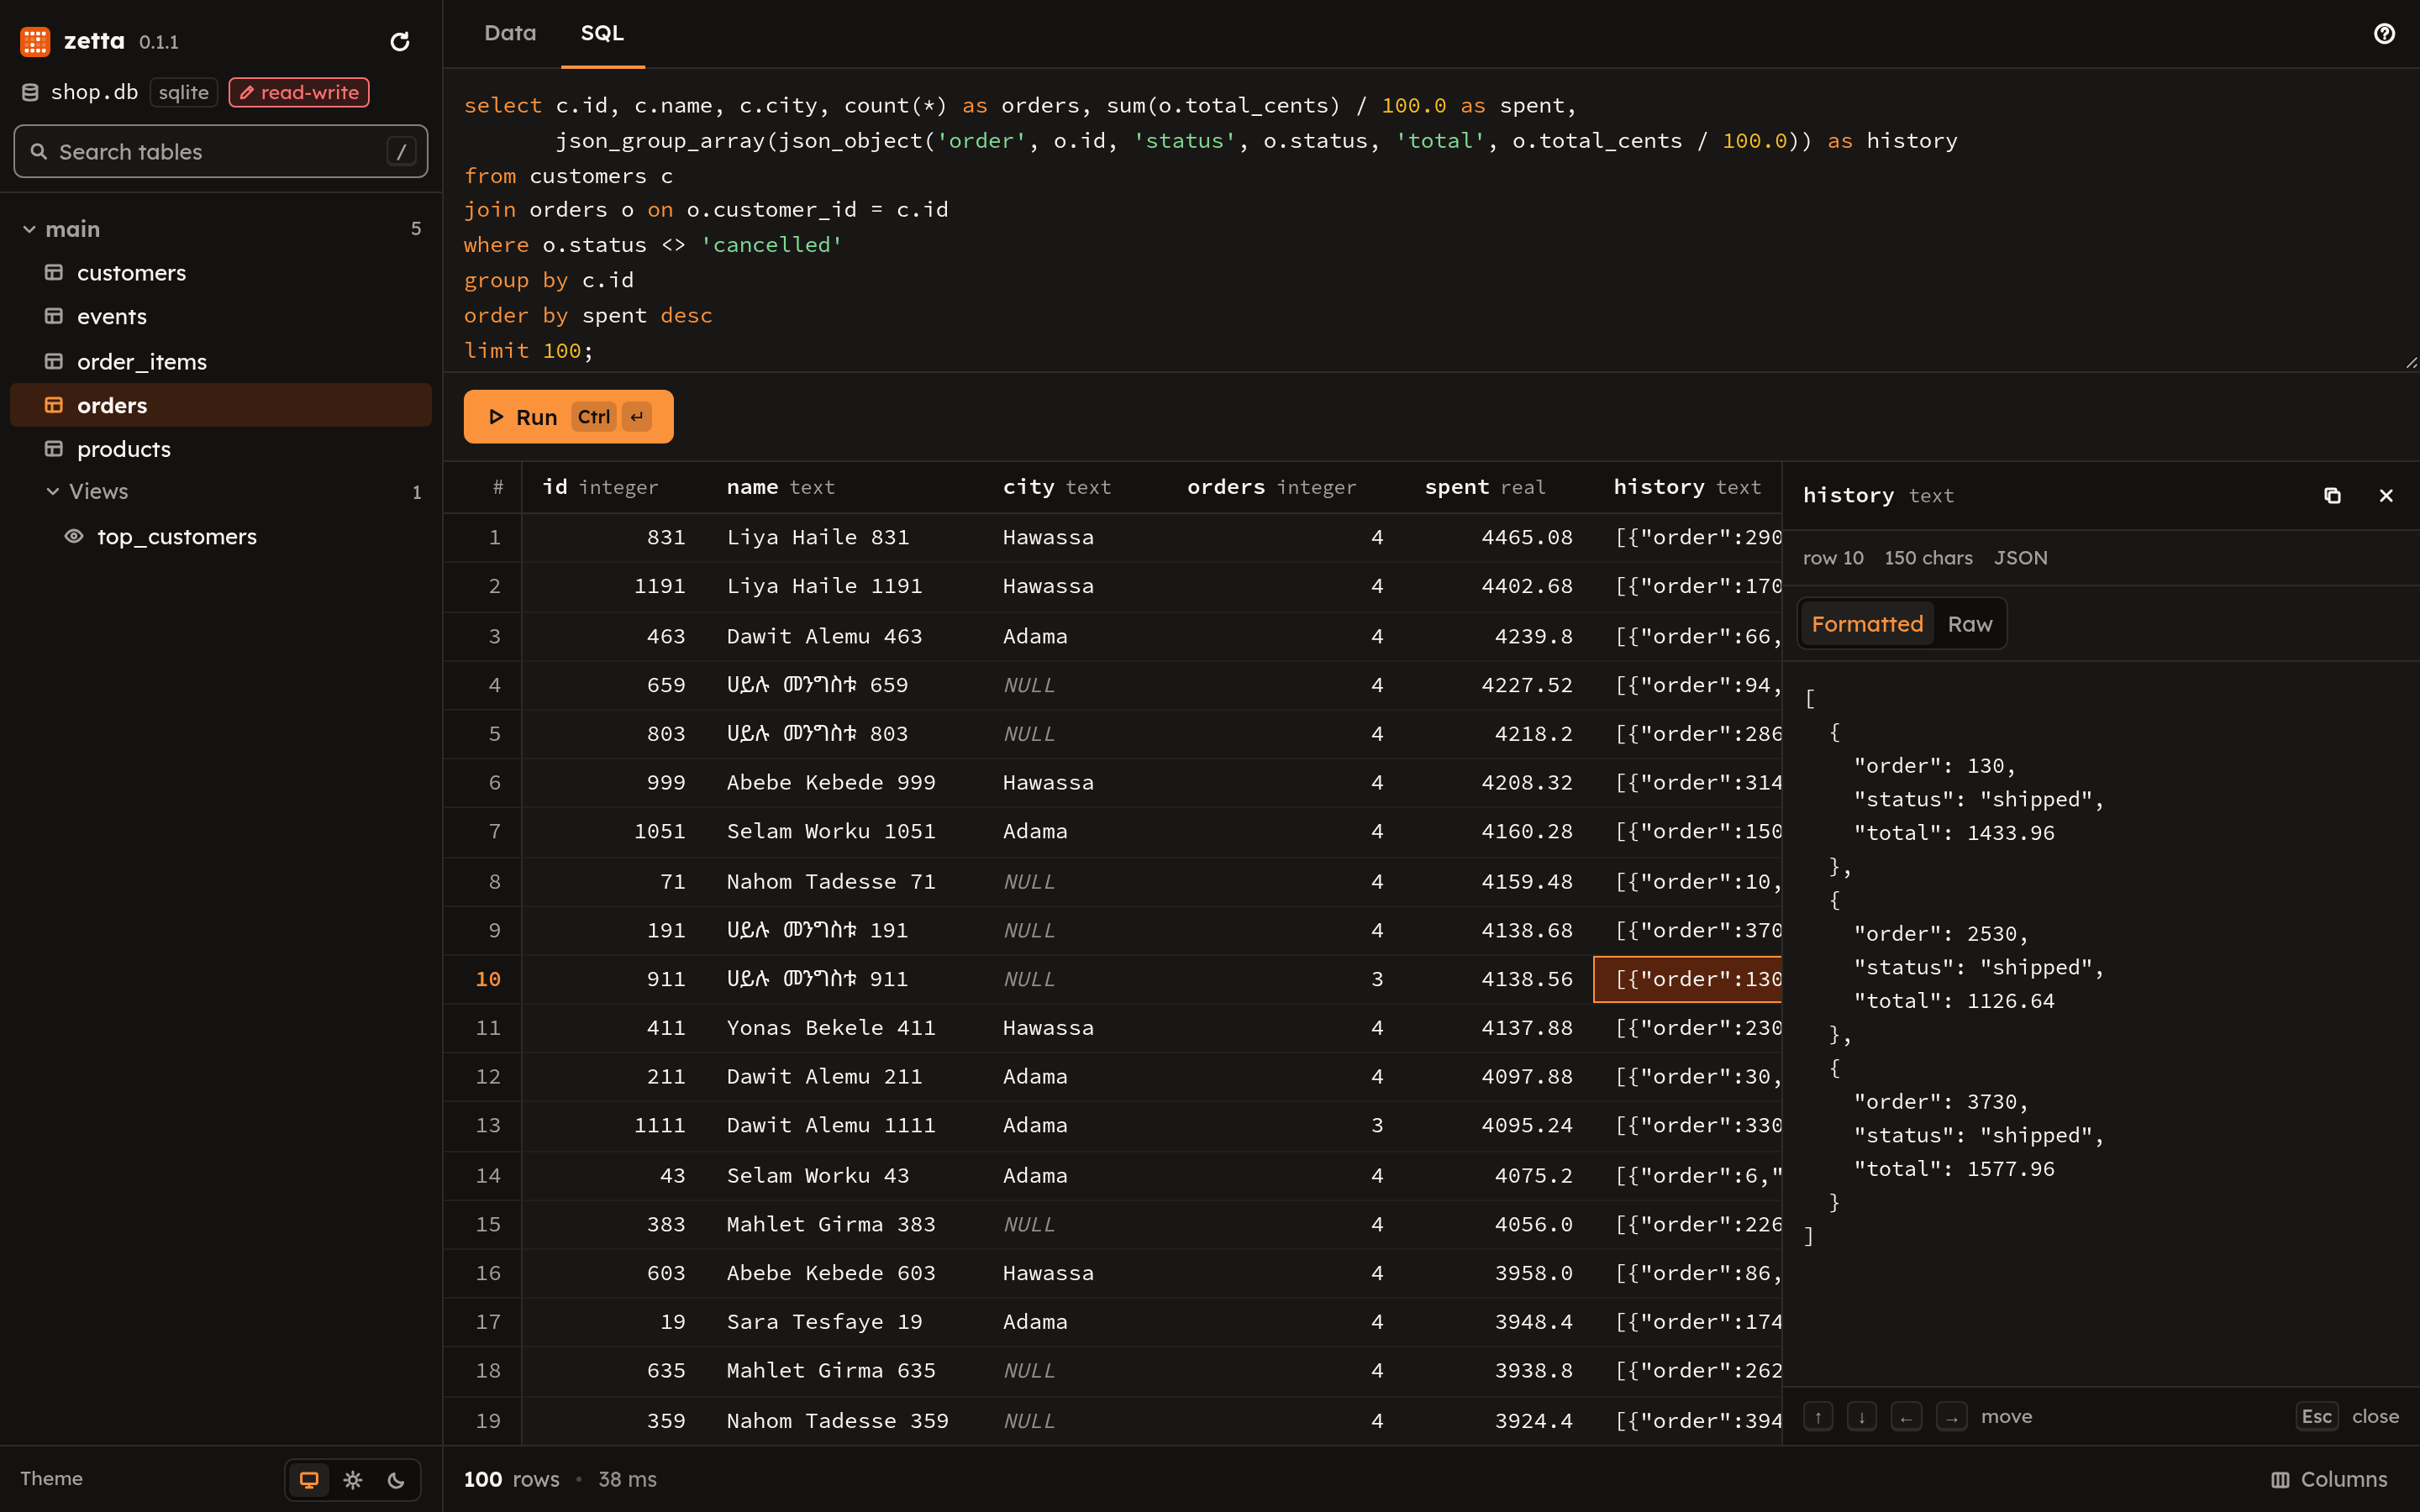 zetta 0.1.1
shop.db sqlite read-write
Search tables /
main 5
customers
events
order_items
orders
products
Views 1
top_customers
Theme
Data SQL
select c.id, c.name, c.city, count(*) as orders, sum(o.total_cents) / 100.0 as spent,
json_group_array(json_object('order', o.id, 'status', o.status, 'total', o.total_cents / 100.0)) as history
from customers c
join orders o on o.customer_id = c.id
where o.status <> 'cancelled'
group by c.id
order by spent desc
limit 100;
Run Ctrl ↵
# id integer name text city text orders integer spent real history text
1 831 Liya Haile 831 Hawassa 4 4465.08 [{"order":290
2 1191 Liya Haile 1191 Hawassa 4 4402.68 [{"order":170
3 463 Dawit Alemu 463 Adama 4 4239.8 [{"order":66,
4 659 ሀይሉ መንግስቱ 659 NULL 4 4227.52 [{"order":94,
5 803 ሀይሉ መንግስቱ 803 NULL 4 4218.2 [{"order":286
6 999 Abebe Kebede 999 Hawassa 4 4208.32 [{"order":314
7 1051 Selam Worku 1051 Adama 4 4160.28 [{"order":150
8 71 Nahom Tadesse 71 NULL 4 4159.48 [{"order":10,
9 191 ሀይሉ መንግስቱ 191 NULL 4 4138.68 [{"order":370
10 911 ሀይሉ መንግስቱ 911 NULL 3 4138.56 [{"order":130
11 411 Yonas Bekele 411 Hawassa 4 4137.88 [{"order":230
12 211 Dawit Alemu 211 Adama 4 4097.88 [{"order":30,
13 1111 Dawit Alemu 1111 Adama 3 4095.24 [{"order":330
14 43 Selam Worku 43 Adama 4 4075.2 [{"order":6,"
15 383 Mahlet Girma 383 NULL 4 4056.0 [{"order":226
16 603 Abebe Kebede 603 Hawassa 4 3958.0 [{"order":86,
17 19 Sara Tesfaye 19 Adama 4 3948.4 [{"order":174
18 635 Mahlet Girma 635 NULL 4 3938.8 [{"order":262
19 359 Nahom Tadesse 359 NULL 4 3924.4 [{"order":394
history text
row 10 150 chars JSON
Formatted Raw
[
{
"order": 130,
"status": "shipped",
"total": 1433.96
},
{
"order": 2530,
"status": "shipped",
"total": 1126.64
},
{
"order": 3730,
"status": "shipped",
"total": 1577.96
}
]
↑ ↓ ← → move Esc close
100 rows • 38 ms Columns